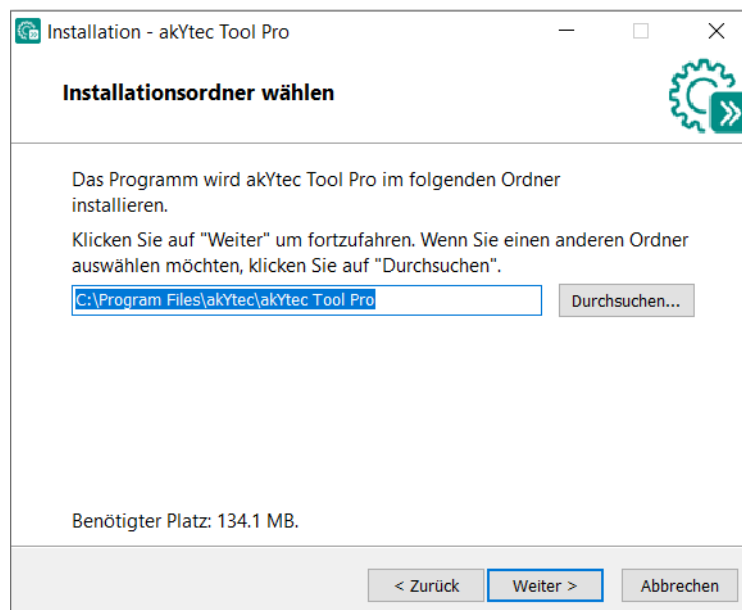 Installation - akYtec Tool Pro
Installationsordner wählen
Das Programm wird akYtec Tool Pro im folgenden Ordner
installieren.
Klicken Sie auf "Weiter" um fortzufahren. Wenn Sie einen anderen Ordner
auswählen möchten, klicken Sie auf "Durchsuchen".
C:\Program Files\akYtec\akYtec Tool Pro
Durchsuchen...
Benötigter Platz: 134.1 MB.
< Zurück
Weiter >
Abbrechen